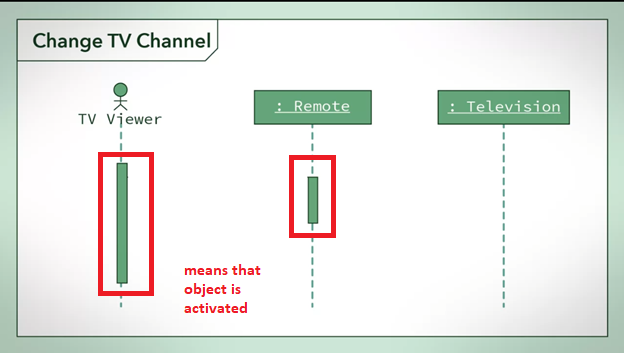 Change TV Channel
TV Viewer
: Remote
: Television
means that
object is
activated